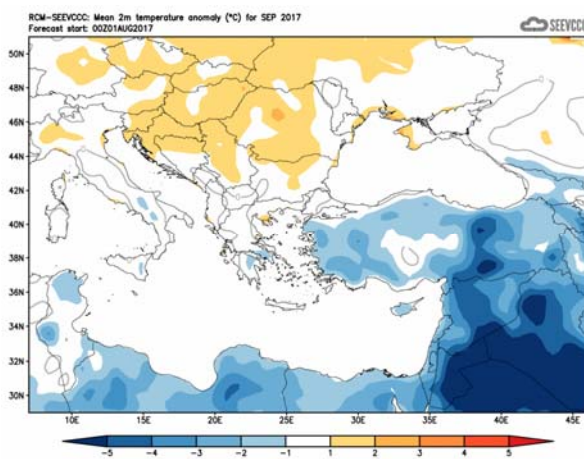 RCM-SEEVCCC: Mean 2m temperature anomaly (°C) for SEP 2017
Forecast start: 00Z01AUG2017
SEEVCCC
50N
48N
46N
44N
42N
40N
38N
36N
34N
32N
30N
10E 15E 20E 25E 30E 35E 40E 45E
-5 -4 -3 -2 -1 1 2 3 4 5